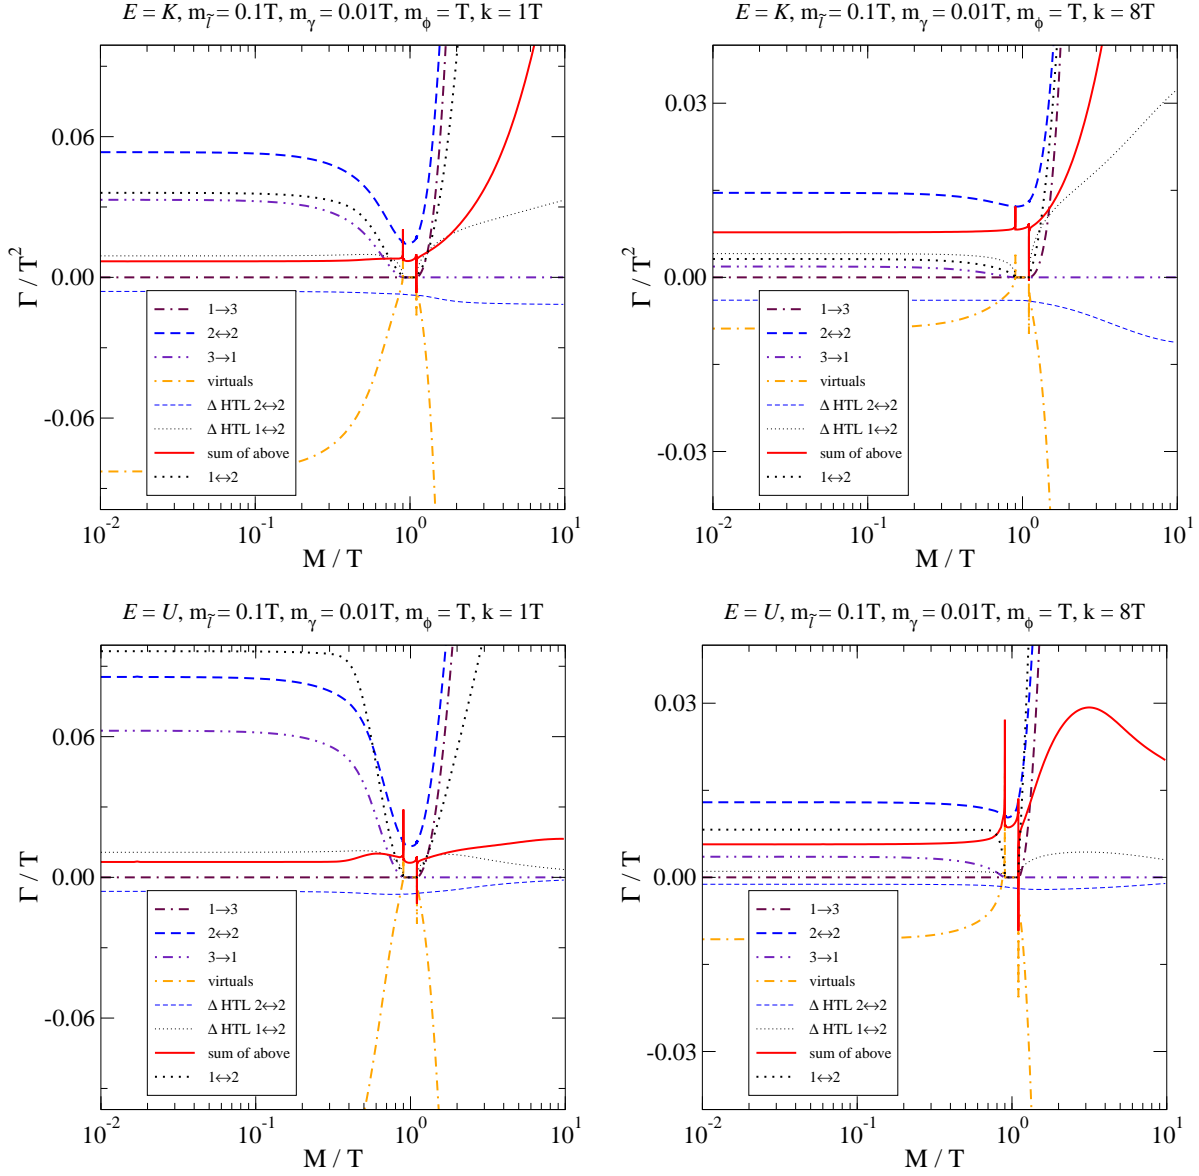 E = K, m_l̃ = 0.1T, m_γ = 0.01T, m_ϕ = T, k = 1T
0.06
0.00
-0.06
Γ / T²
1→3
2↔2
3→1
virtuals
Δ HTL 2↔2
Δ HTL 1↔2
sum of above
1↔2
10⁻² 10⁻¹ 10⁰ 10¹
M / T
E = K, m_l̃ = 0.1T, m_γ = 0.01T, m_ϕ = T, k = 8T
0.03
0.00
-0.03
Γ / T²
1→3
2↔2
3→1
virtuals
Δ HTL 2↔2
Δ HTL 1↔2
sum of above
1↔2
10⁻² 10⁻¹ 10⁰ 10¹
M / T
E = U, m_l̃ = 0.1T, m_γ = 0.01T, m_ϕ = T, k = 1T
0.06
0.00
-0.06
Γ / T
1→3
2↔2
3→1
virtuals
Δ HTL 2↔2
Δ HTL 1↔2
sum of above
1↔2
10⁻² 10⁻¹ 10⁰ 10¹
M / T
E = U, m_l̃ = 0.1T, m_γ = 0.01T, m_ϕ = T, k = 8T
0.03
0.00
-0.03
Γ / T
1→3
2↔2
3→1
virtuals
Δ HTL 2↔2
Δ HTL 1↔2
sum of above
1↔2
10⁻² 10⁻¹ 10⁰ 10¹
M / T